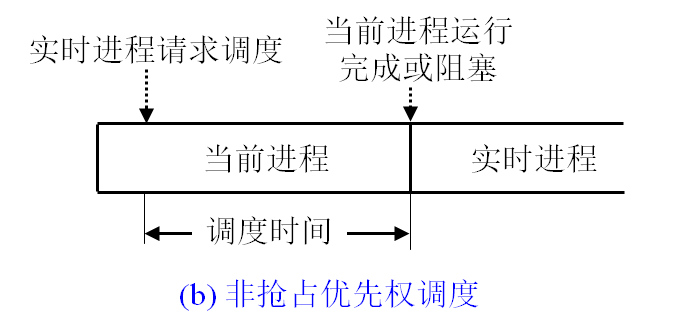 实时进程请求调度
当前进程运行
完成或阻塞
当前进程
实时进程
调度时间
(b) 非抢占优先权调度